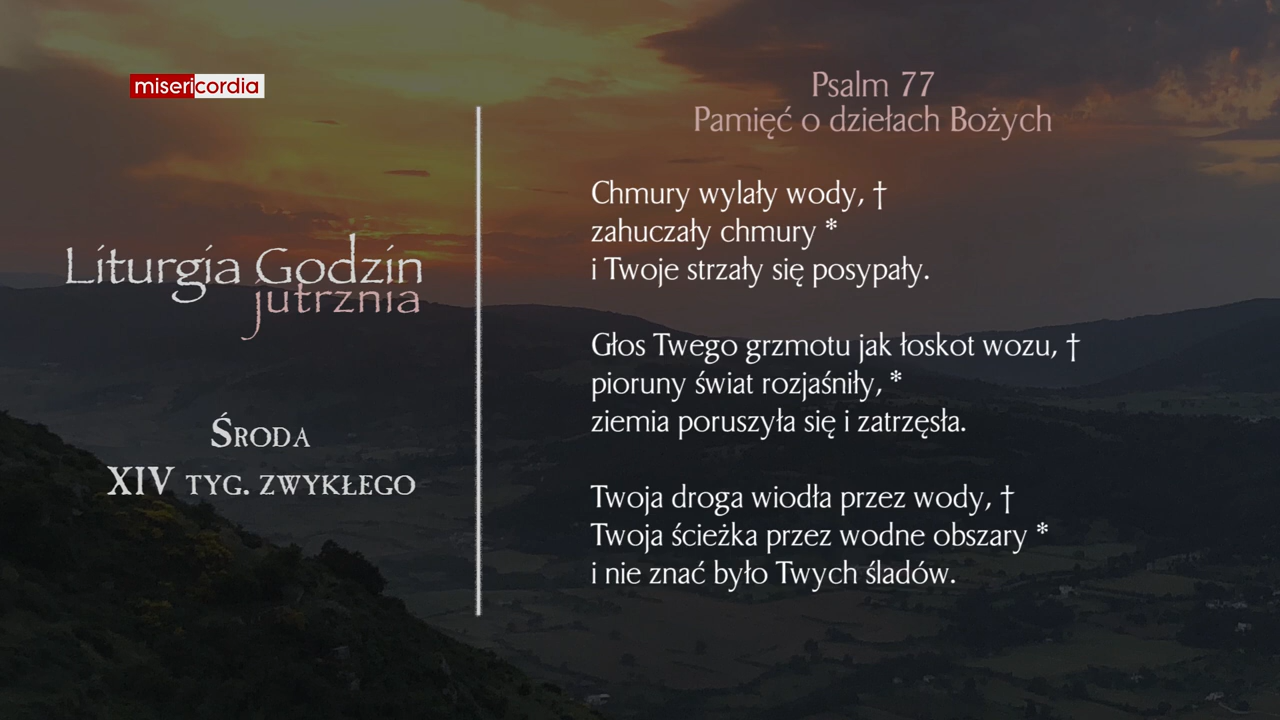 misericordia
Liturgia Godzin
jutrznia
Środa
XIV tyg. zwykłego
Psalm 77
Pamięć o dziełach Bożych
Chmury wylały wody, †
zahuczały chmury *
i Twoje strzały się posypały.
Głos Twego grzmotu jak łoskot wozu, †
pioruny świat rozjaśniły, *
ziemia poruszyła się i zatrzęsła.
Twoja droga wiodła przez wody, †
Twoja ścieżka przez wodne obszary *
i nie znać było Twych śladów.